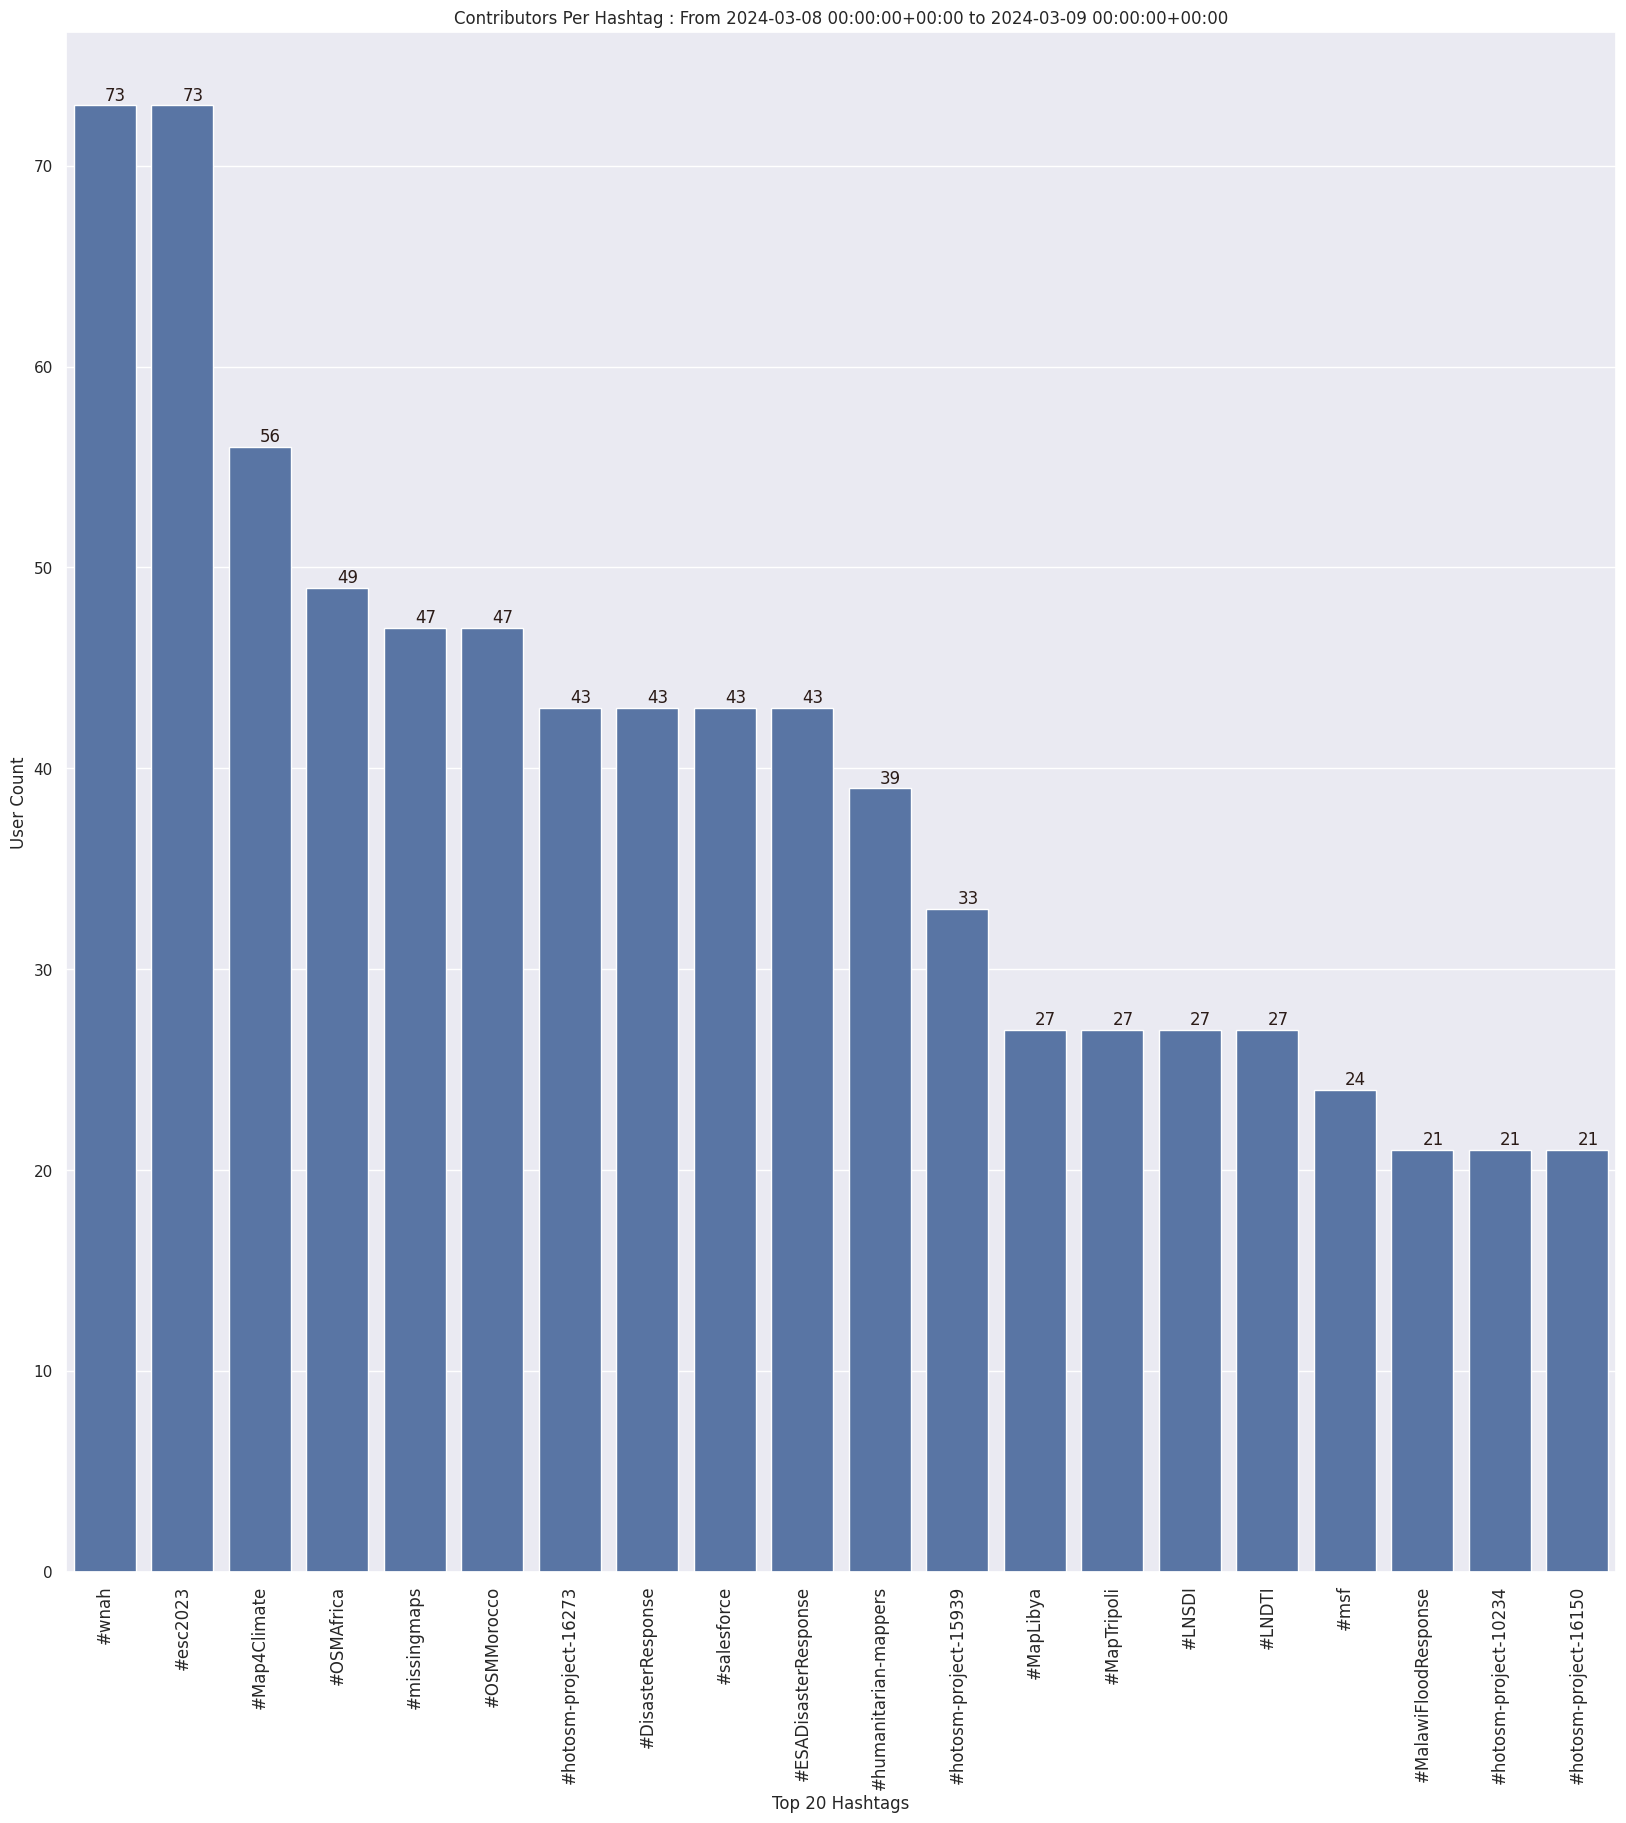 Contributors Per Hashtag : From 2024-03-08 00:00:00+00:00 to 2024-03-09 00:00:00+00:00
User Count
70
60
50
40
30
20
10
0
73
73
56
49
47
47
43
43
43
43
39
33
27
27
27
27
24
21
21
21
#wnah
#esc2023
#Map4Climate
#OSMAfrica
#missingmaps
#OSMMorocco
#hotosm-project-16273
#DisasterResponse
#salesforce
#ESADisasterResponse
#humanitarian-mappers
#hotosm-project-15939
#MapLibya
#MapTripoli
#LNSDI
#LNDTI
#msf
#MalawiFloodResponse
#hotosm-project-10234
#hotosm-project-16150
Top 20 Hashtags